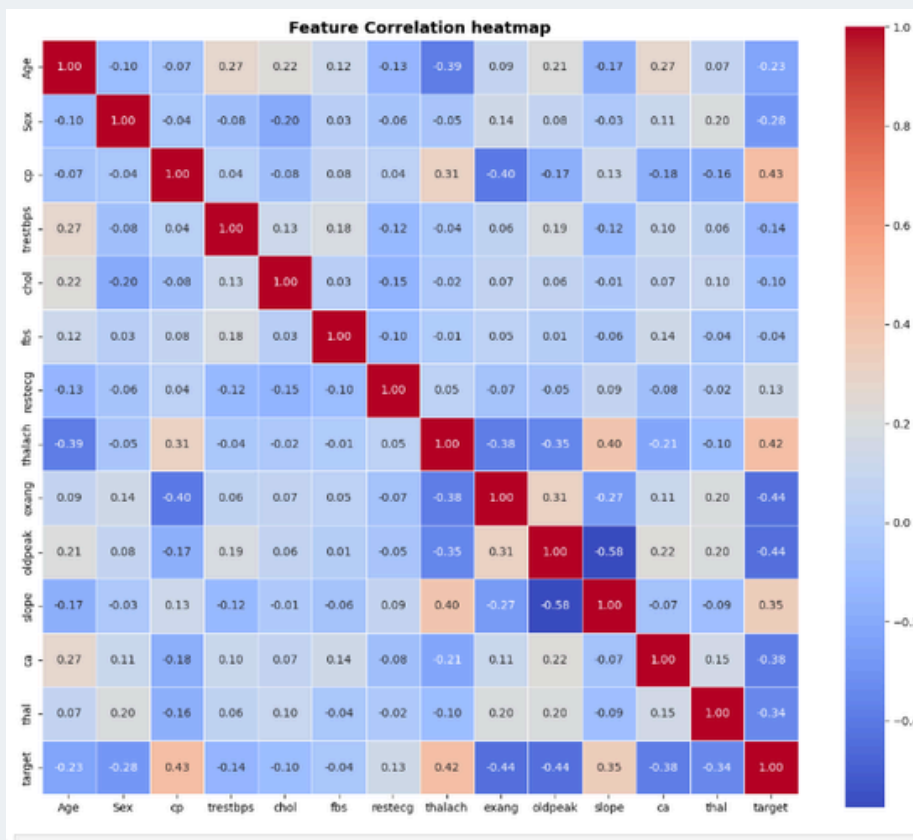 Feature Correlation heatmap
Age 1.00 -0.10 -0.07 0.27 0.22 0.12 -0.13 -0.39 0.09 0.21 -0.17 0.27 0.07 -0.23
Sex -0.10 1.00 -0.04 -0.08 -0.20 0.03 -0.06 -0.05 0.14 0.08 -0.03 0.11 0.20 -0.28
cp -0.07 -0.04 1.00 0.04 -0.08 0.08 0.04 0.31 -0.40 -0.17 0.13 -0.18 -0.16 0.43
trestbps 0.27 -0.08 0.04 1.00 0.13 0.18 -0.12 -0.04 0.06 0.19 -0.12 0.10 0.06 -0.14
chol 0.22 -0.20 -0.08 0.13 1.00 0.03 -0.15 -0.02 0.07 0.06 -0.01 0.07 0.10 -0.10
fbs 0.12 0.03 0.08 0.18 0.03 1.00 -0.10 -0.01 0.05 0.01 -0.06 0.14 -0.04 -0.04
restecg -0.13 -0.06 0.04 -0.12 -0.15 -0.10 1.00 0.05 -0.07 -0.05 0.09 -0.08 -0.02 0.13
thalach -0.39 -0.05 0.31 -0.04 -0.02 -0.01 0.05 1.00 -0.38 -0.35 0.40 -0.21 -0.10 0.42
exang 0.09 0.14 -0.40 0.06 0.07 0.05 -0.07 -0.38 1.00 0.31 -0.27 0.11 0.20 -0.44
oldpeak 0.21 0.08 -0.17 0.19 0.06 0.01 -0.05 -0.35 0.31 1.00 -0.58 0.22 0.20 -0.44
slope -0.17 -0.03 0.13 -0.12 -0.01 -0.06 0.09 0.40 -0.27 -0.58 1.00 -0.07 -0.09 0.35
ca 0.27 0.11 -0.18 0.10 0.07 0.14 -0.08 -0.21 0.11 0.22 -0.07 1.00 0.15 -0.38
thal 0.07 0.20 -0.16 0.06 0.10 -0.04 -0.02 -0.10 0.20 0.20 -0.09 0.15 1.00 -0.34
target -0.23 -0.28 0.43 -0.14 -0.10 -0.04 0.13 0.42 -0.44 -0.44 0.35 -0.38 -0.34 1.00
Age Sex cp trestbps chol fbs restecg thalach exang oldpeak slope ca thal target
1.0
0.8
0.6
0.4
0.2